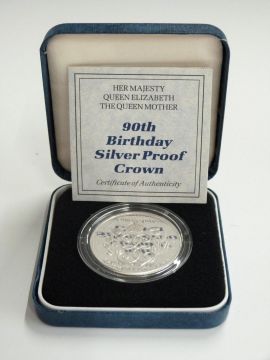 HER MAJESTY
QUEEN ELIZABETH
THE QUEEN MOTHER
90th
Birthday
Silver Proof
Crown
Certificate of Authenticity